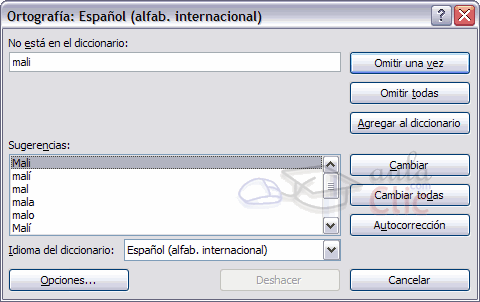 Ortografía: Español (alfab. internacional)
No está en el diccionario:
mali
Omitir una vez
Omitir todas
Agregar al diccionario
Sugerencias:
Mali
malí
mal
mala
malo
Malí
Cambiar
Cambiar todas
Autocorrección
aula
Clic
.com
Idioma del diccionario:
Español (alfab. internacional)
Opciones...
Deshacer
Cancelar